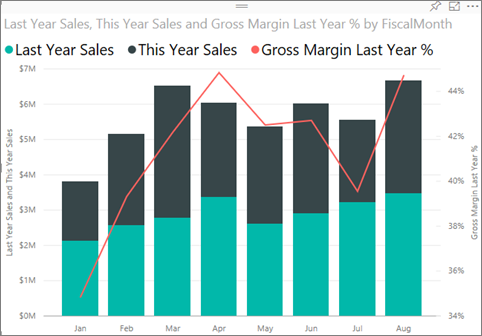 Last Year Sales, This Year Sales and Gross Margin Last Year % by FiscalMonth
Last Year Sales This Year Sales Gross Margin Last Year %
Last Year Sales and This Year Sales
$7M
$6M
$5M
$4M
$3M
$2M
$1M
$0M
Jan Feb Mar Apr May Jun Jul Aug
44%
42%
40%
38%
36%
34%
Gross Margin Last Year %